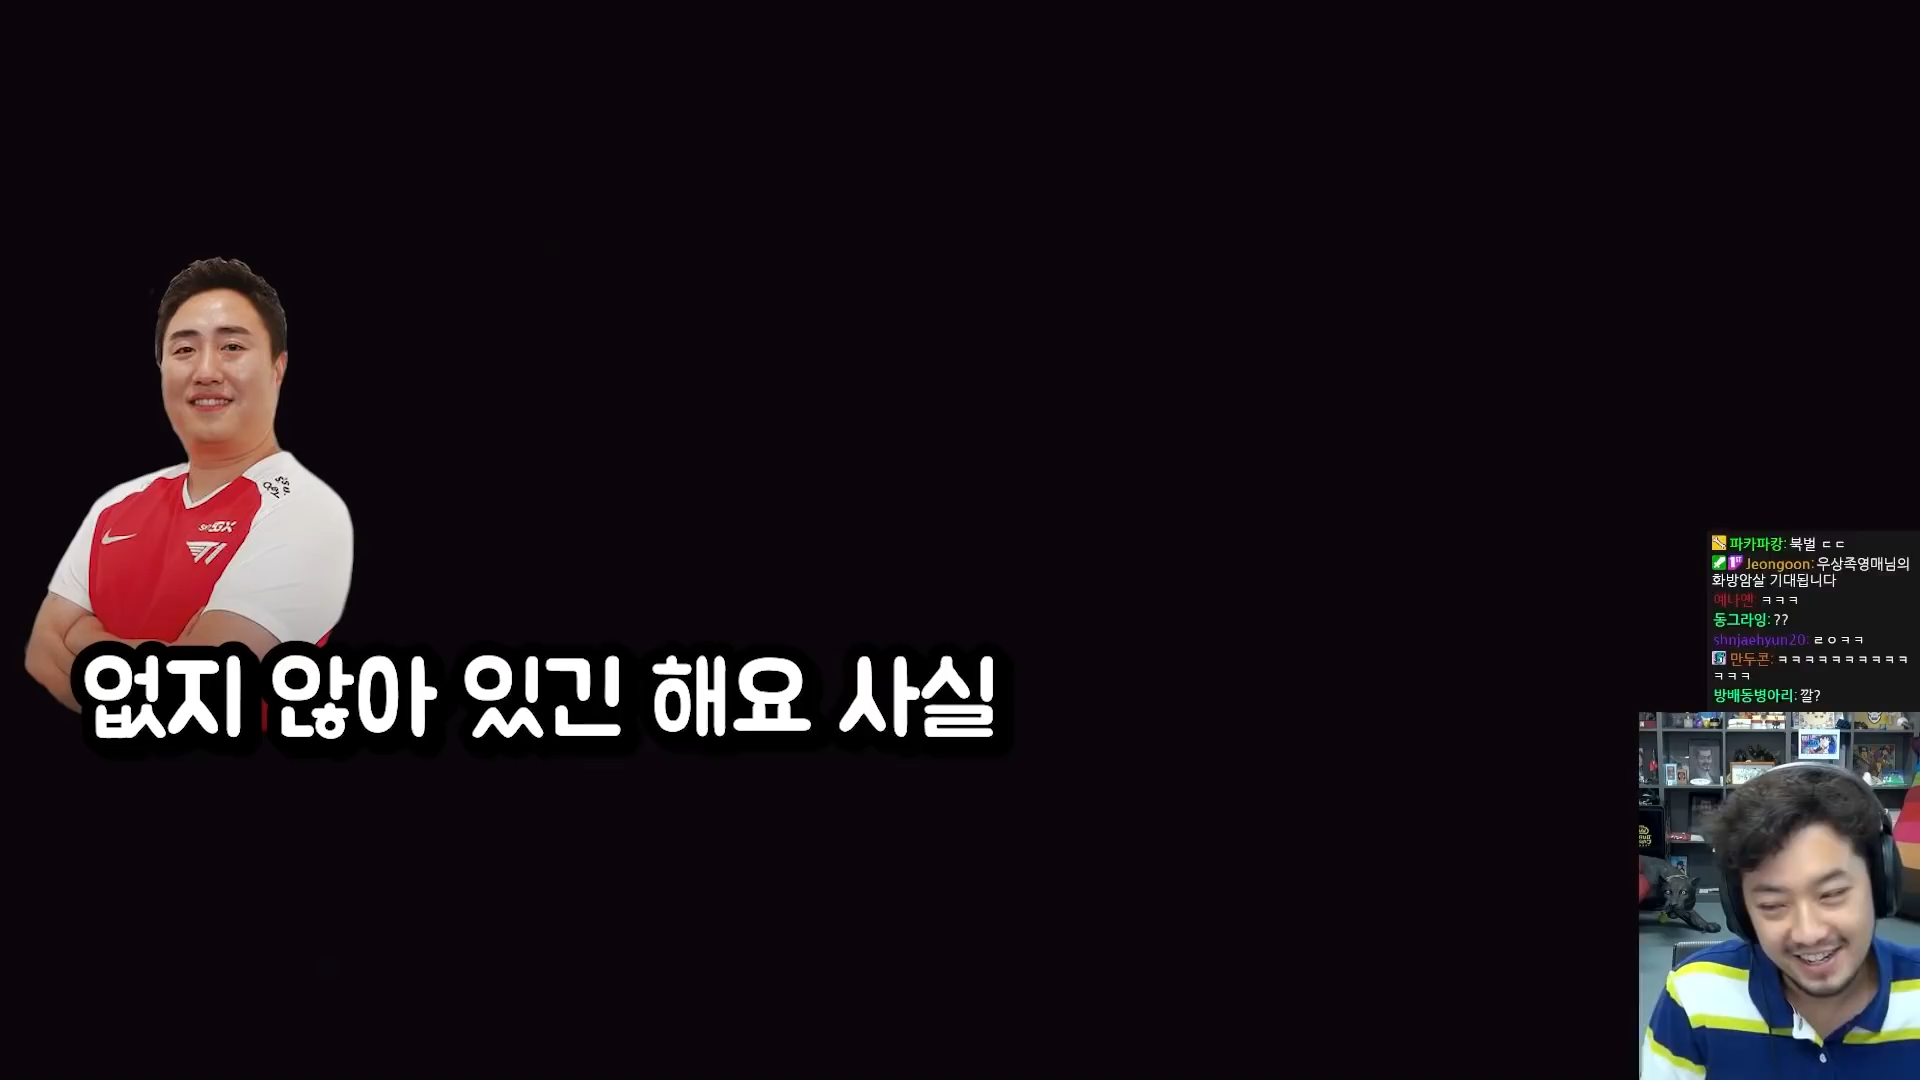 없지 않아 있긴 해요 사실
파카파캉: 북벌 ㄷㄷ
Jeongoon: 우상족영매님의
화방암살 기대됩니다
예나엔: ㅋㅋㅋ
동그라임: ??
shnjaehyun20: ㄹㅇㅋㅋ
만두콘: ㅋㅋㅋㅋㅋㅋㅋㅋㅋㅋ
ㅋㅋㅋ
방배동병아리: 깔?